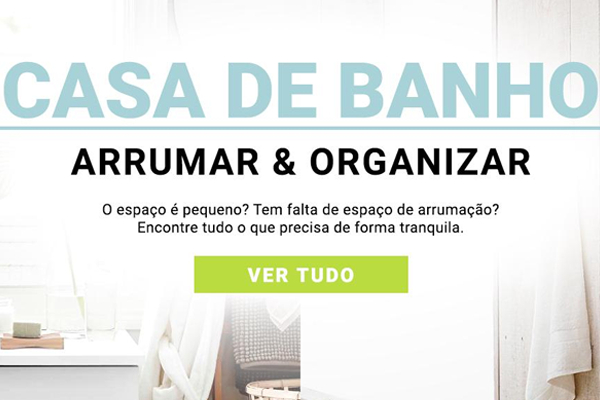 CASA DE BANHO
ARRUMAR & ORGANIZAR
O espaço é pequeno? Tem falta de espaço de arrumação?
Encontre tudo o que precisa de forma tranquila.
VER TUDO